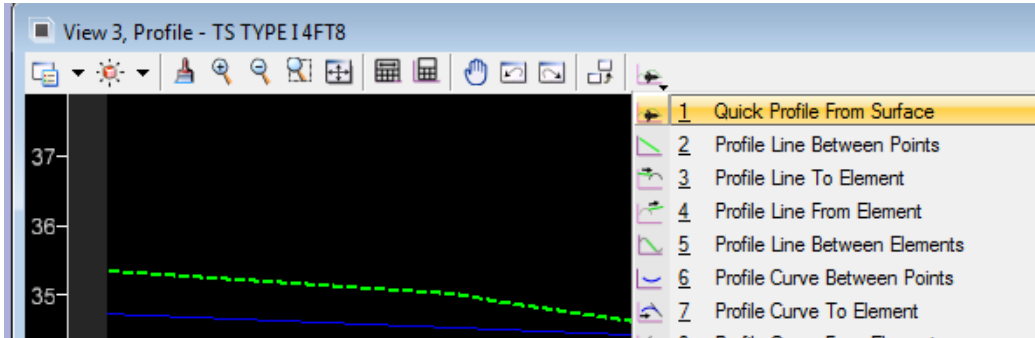 View 3, Profile - TS TYPE I 4FT8
1 Quick Profile From Surface
37
2 Profile Line Between Points
3 Profile Line To Element
36
4 Profile Line From Element
5 Profile Line Between Elements
6 Profile Curve Between Points
35
7 Profile Curve To Element